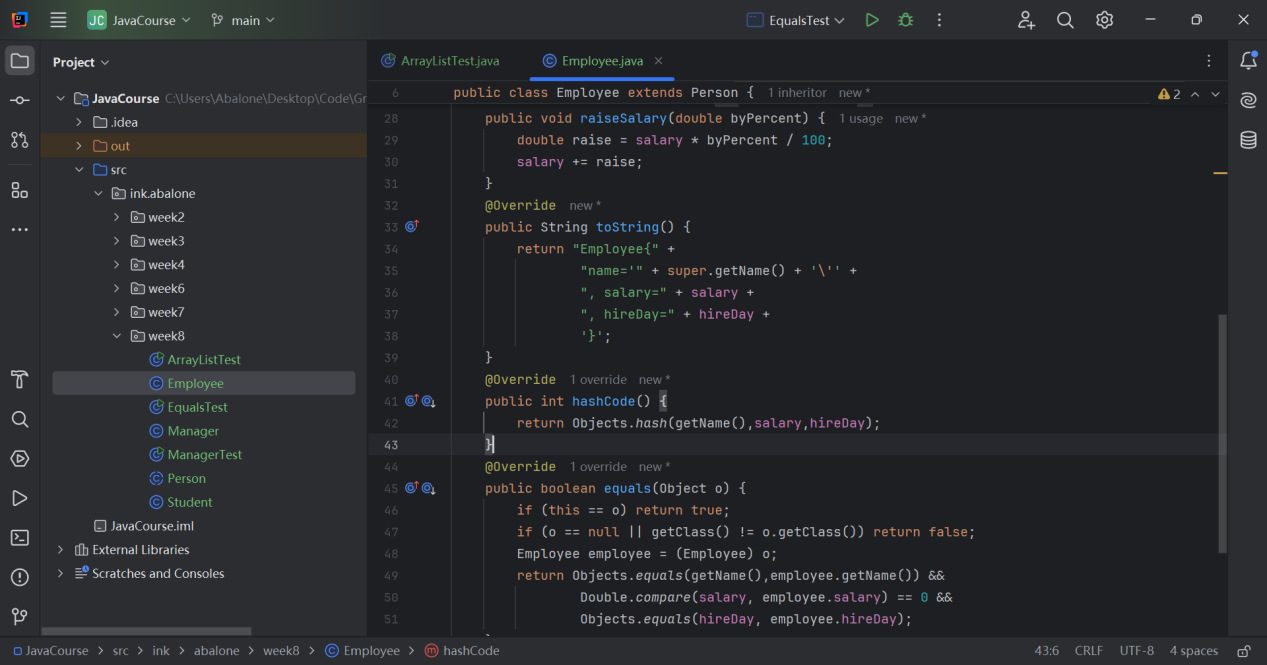 JC JavaCourse main EqualsTest
Project
ArrayListTest.java Employee.java
JavaCourse C:\Users\Abalone\Desktop\Code\Gr
.idea
out
src
ink.abalone
week2
week3
week4
week6
week7
week8
ArrayListTest
Employee
EqualsTest
Manager
ManagerTest
Person
Student
JavaCourse.iml
External Libraries
Scratches and Consoles
6 public class Employee extends Person { 1 inheritor new * 2
28 public void raiseSalary(double byPercent) { 1 usage new *
29 double raise = salary * byPercent / 100;
30 salary += raise;
31 }
32 @Override new *
33 public String toString() {
34 return "Employee{" +
35 "name='" + super.getName() + '\'' +
36 ", salary=" + salary +
37 ", hireDay=" + hireDay +
38 '}';
39 }
40 @Override 1 override new *
41 public int hashCode() {
42 return Objects.hash(getName(),salary,hireDay);
43 }
44 @Override 1 override new *
45 public boolean equals(Object o) {
46 if (this == o) return true;
47 if (o == null || getClass() != o.getClass()) return false;
48 Employee employee = (Employee) o;
49 return Objects.equals(getName(),employee.getName()) &&
50 Double.compare(salary, employee.salary) == 0 &&
51 Objects.equals(hireDay, employee.hireDay);
JavaCourse > src > ink > abalone > week8 > Employee > hashCode 43:6 CRLF UTF-8 4 spaces